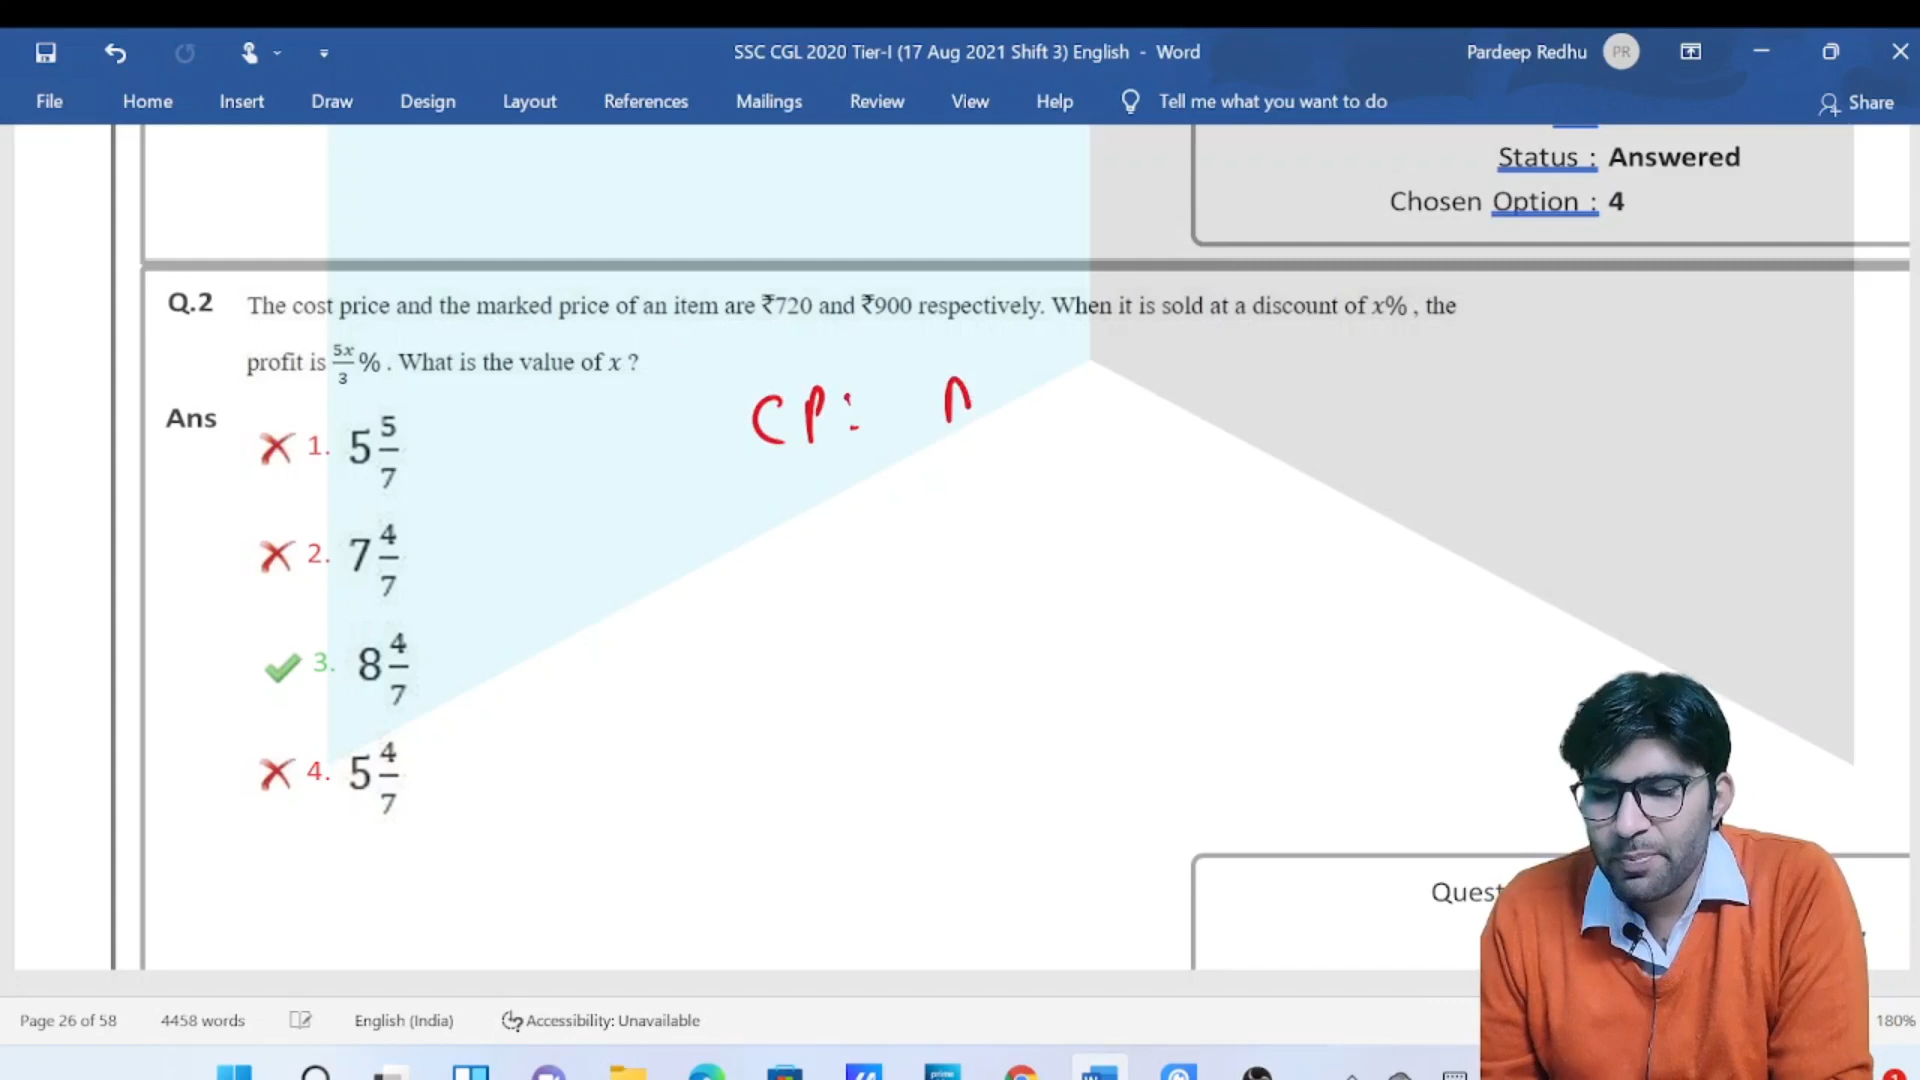 SSC CGL 2020 Tier-I (17 Aug 2021 Shift 3) English - Word
Pardeep Redhu PR
File Home Insert Draw Design Layout References Mailings Review View Help Tell me what you want to do Share
Status : Answered
Chosen Option : 4
Q.2 The cost price and the marked price of an item are ₹720 and ₹900 respectively. When it is sold at a discount of x% , the
profit is 5x/3 % . What is the value of x ?
CP:
Ans
1. 5 5/7
2. 7 4/7
3. 8 4/7
4. 5 4/7
Page 26 of 58 4458 words English (India) Accessibility: Unavailable 180%
prime